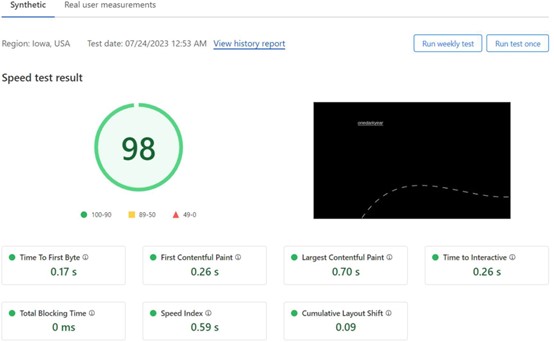 Synthetic Real user measurements
Region: Iowa, USA Test date: 07/24/2023 12:53 AM View history report Run weekly test Run test once
Speed test result
98
100-90 89-50 49-0
Time To First Byte First Contentful Paint Largest Contentful Paint Time to Interactive
0.17 s 0.26 s 0.70 s 0.26 s
Total Blocking Time Speed Index Cumulative Layout Shift
0 ms 0.59 s 0.09